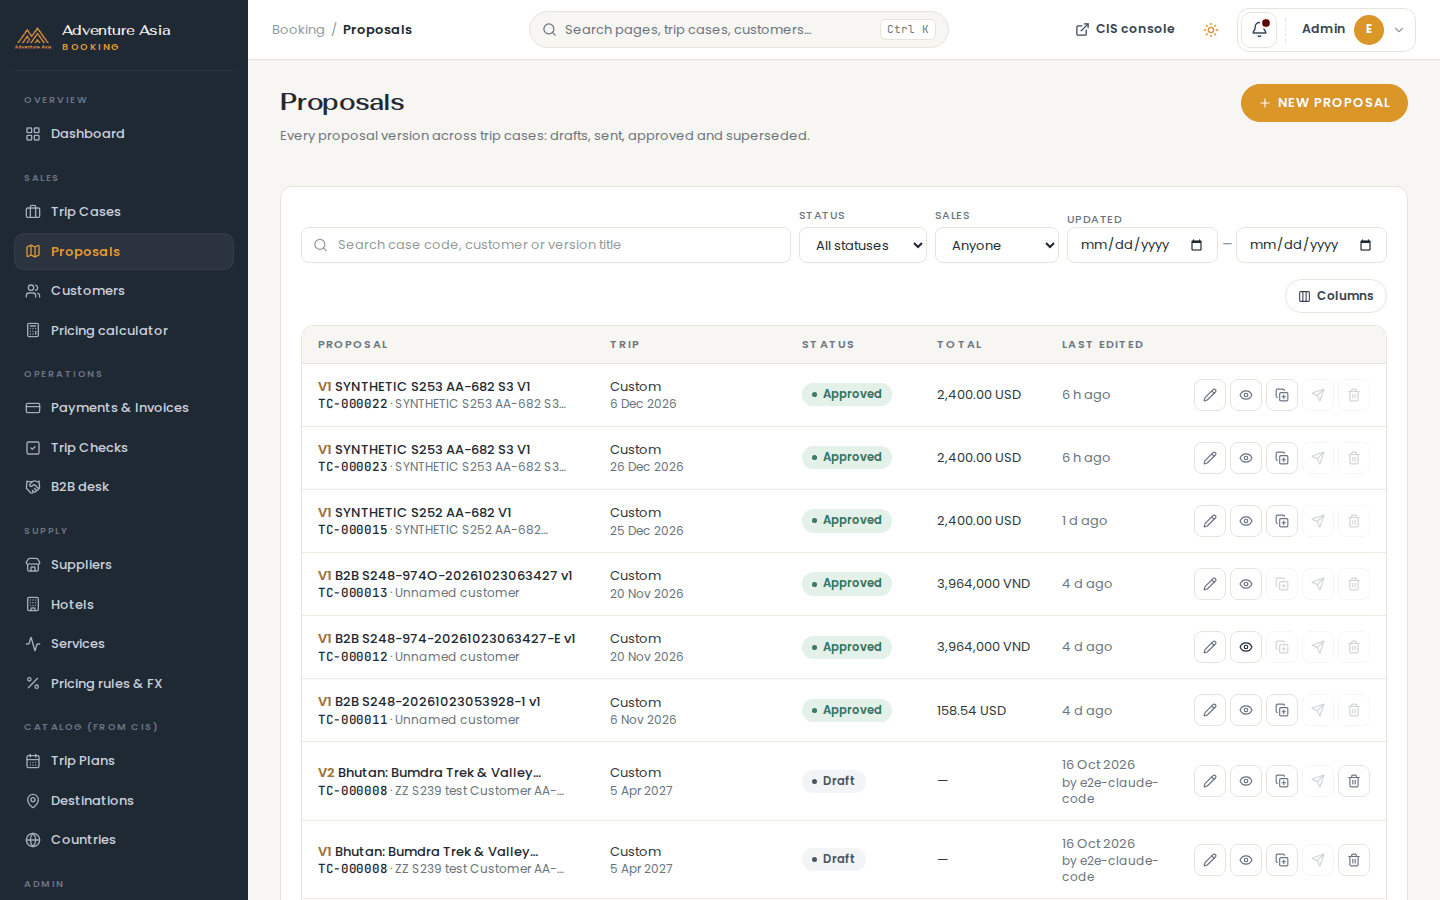 Adventure Asia
BOOKING
Adventure Asia
OVERVIEW
Dashboard
SALES
Trip Cases
Proposals
Customers
Pricing calculator
OPERATIONS
Payments & Invoices
Trip Checks
B2B desk
SUPPLY
Suppliers
Hotels
Services
Pricing rules & FX
CATALOG (FROM CIS)
Trip Plans
Destinations
Countries
ADMIN
Booking / Proposals
Search pages, trip cases, customers...
Ctrl K
CIS console
Admin
E
Proposals
Every proposal version across trip cases: drafts, sent, approved and superseded.
+ NEW PROPOSAL
STATUS SALES UPDATED
Search case code, customer or version title
All statuses
Anyone
mm/dd/yyyy – mm/dd/yyyy
Columns
PROPOSAL TRIP STATUS TOTAL LAST EDITED
V1 SYNTHETIC S253 AA-682 S3 V1 Custom Approved 2,400.00 USD 6 h ago
TC-000022 · SYNTHETIC S253 AA-682 S3... 6 Dec 2026
V1 SYNTHETIC S253 AA-682 S3 V1 Custom Approved 2,400.00 USD 6 h ago
TC-000023 · SYNTHETIC S253 AA-682 S3... 26 Dec 2026
V1 SYNTHETIC S252 AA-682 V1 Custom Approved 2,400.00 USD 1 d ago
TC-000015 · SYNTHETIC S252 AA-682... 25 Dec 2026
V1 B2B S248-974O-20261023063427 v1 Custom Approved 3,964,000 VND 4 d ago
TC-000013 · Unnamed customer 20 Nov 2026
V1 B2B S248-974-20261023063427-E v1 Custom Approved 3,964,000 VND 4 d ago
TC-000012 · Unnamed customer 20 Nov 2026
V1 B2B S248-20261023053928-1 v1 Custom Approved 158.54 USD 4 d ago
TC-000011 · Unnamed customer 6 Nov 2026
V2 Bhutan: Bumdra Trek & Valley... Custom Draft — 16 Oct 2026
TC-000008 · ZZ S239 test Customer AA-... 5 Apr 2027 by e2e-claude-
code
V1 Bhutan: Bumdra Trek & Valley... Custom Draft — 16 Oct 2026
TC-000008 · ZZ S239 test Customer AA-... 5 Apr 2027 by e2e-claude-
code